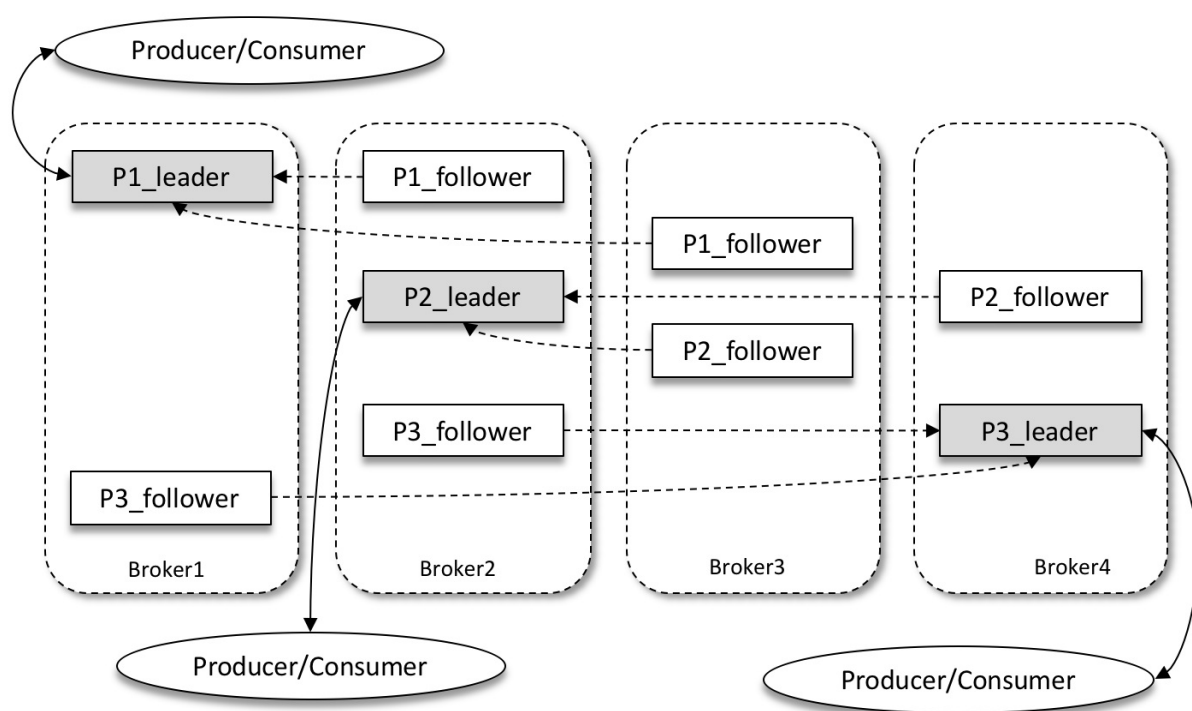 Producer/Consumer
P1_leader
P1_follower
P1_follower
P2_leader
P2_follower
P2_follower
P3_follower
P3_leader
P3_follower
Broker1
Broker2
Broker3
Broker4
Producer/Consumer
Producer/Consumer